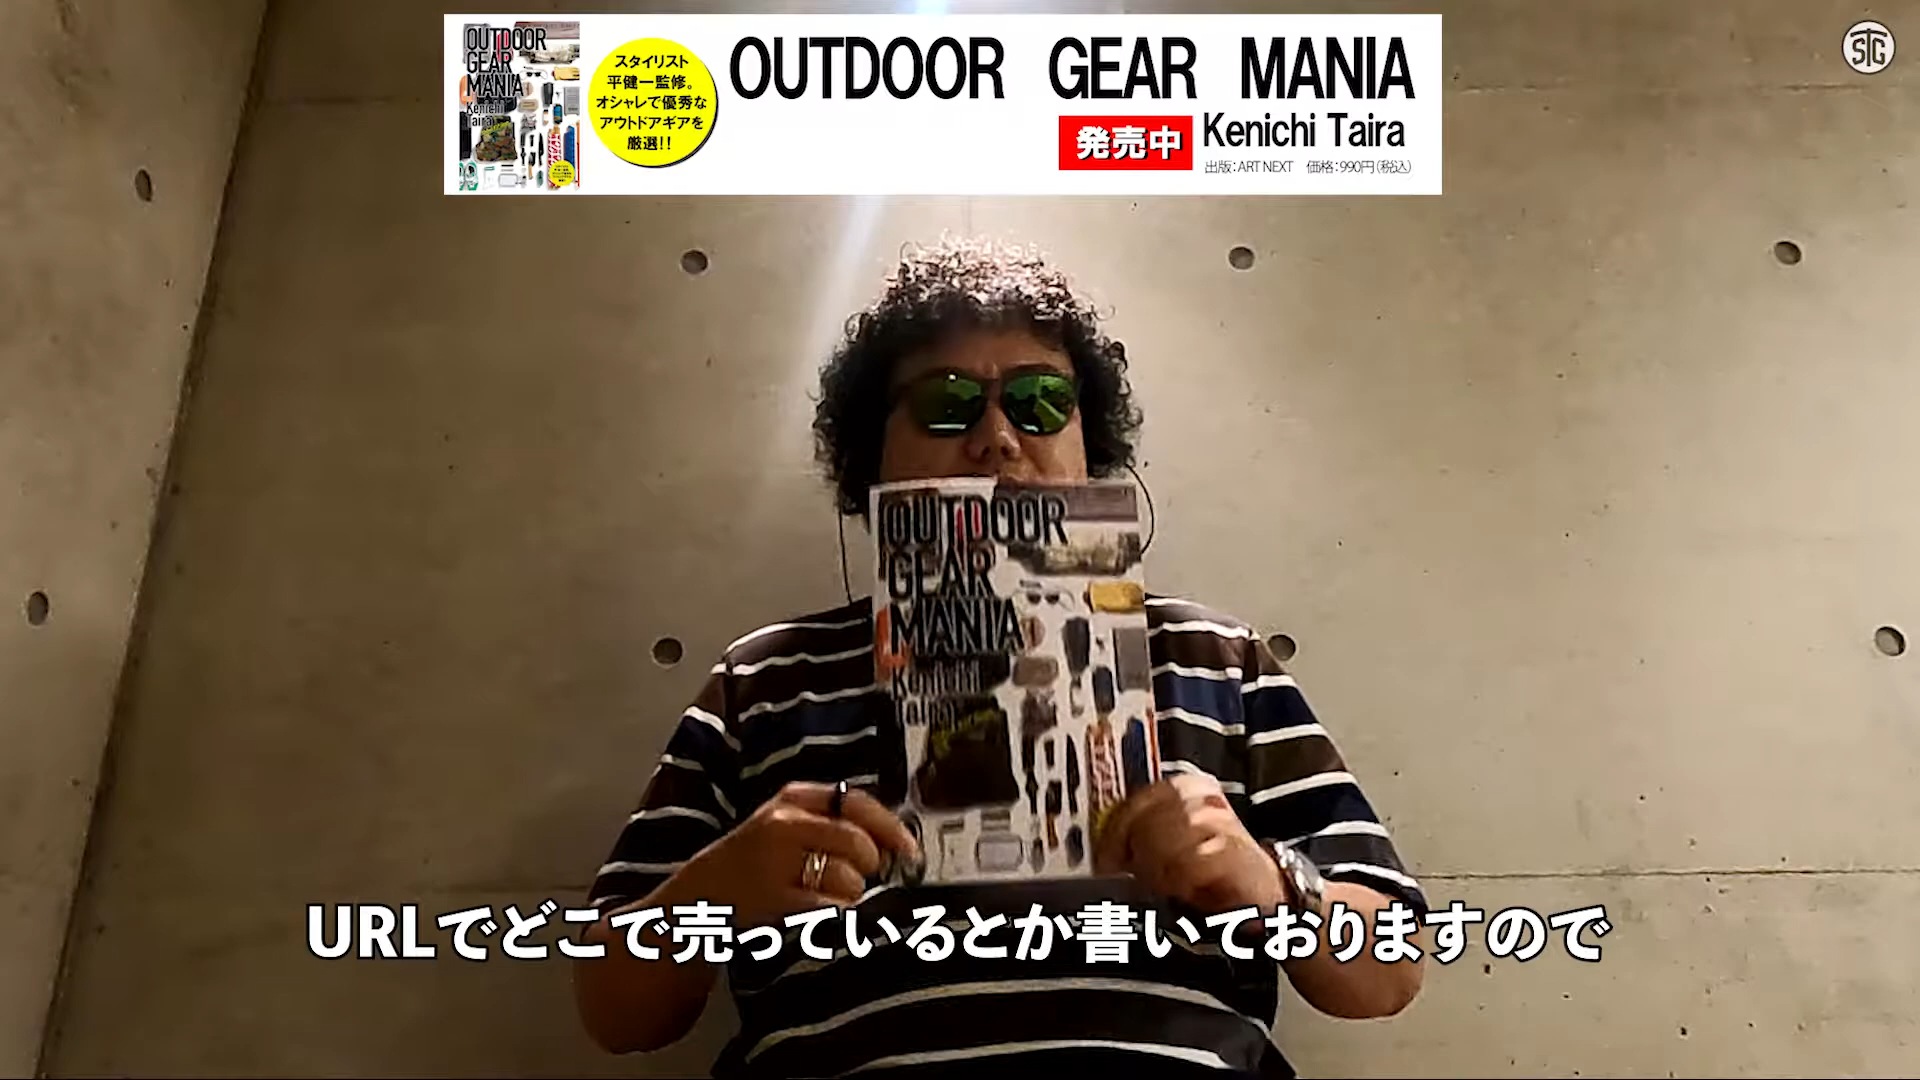 OUTDOOR
GEAR
MANIA
Kenichi
Taira
スタイリスト
平健一監修。
オシャレで優秀な
アウトドアギアを
厳選!!
OUTDOOR GEAR MANIA
発売中
Kenichi Taira
出版:ART NEXT 価格:990円(税込)
STG
OUTDOOR
GEAR
MANIA
Kenichi
Taira
URLでどこで売っているとか書いておりますので